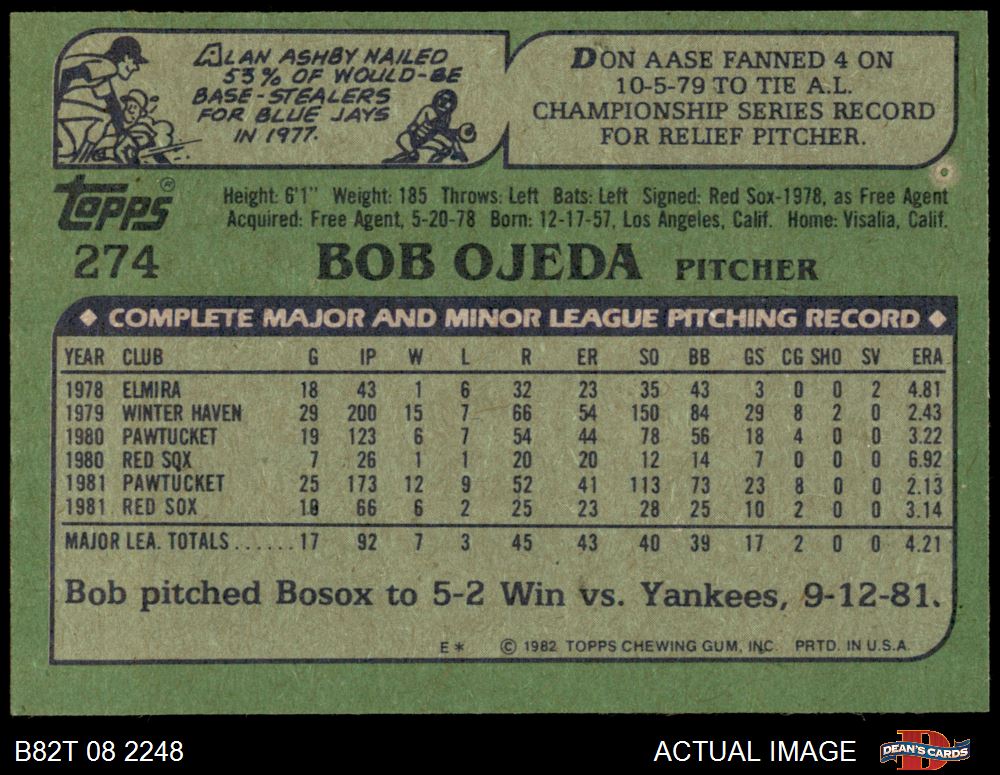 ALAN ASHBY NAILED
53% OF WOULD-BE
BASE-STEALERS
FOR BLUE JAYS
IN 1977.
DON AASE FANNED 4 ON
10-5-79 TO TIE A.L.
CHAMPIONSHIP SERIES RECORD
FOR RELIEF PITCHER.
Topps®
274
Height: 6'1" Weight: 185 Throws: Left Bats: Left Signed: Red Sox-1978, as Free Agent
Acquired: Free Agent, 5-20-78 Born: 12-17-57, Los Angeles, Calif. Home: Visalia, Calif.
BOB OJEDA PITCHER
◆ COMPLETE MAJOR AND MINOR LEAGUE PITCHING RECORD ◆
YEAR CLUB G IP W L R ER SO BB GS CG SHO SV ERA
1978 ELMIRA 18 43 1 6 32 23 35 43 3 0 0 2 4.81
1979 WINTER HAVEN 29 200 15 7 66 54 150 84 29 8 2 0 2.43
1980 PAWTUCKET 19 123 6 7 54 44 78 56 18 4 0 0 3.22
1980 RED SOX 7 26 1 1 20 20 12 14 7 0 0 0 6.92
1981 PAWTUCKET 25 173 12 9 52 41 113 73 23 8 0 0 2.13
1981 RED SOX 10 66 6 2 25 23 28 25 10 2 0 0 3.14
MAJOR LEA. TOTALS......17 92 7 3 45 43 40 39 17 2 0 0 4.21
Bob pitched Bosox to 5-2 Win vs. Yankees, 9-12-81.
E* © 1982 TOPPS CHEWING GUM, INC. PRTD. IN U.S.A.
B82T 08 2248
ACTUAL IMAGE
DEAN'S CARDS